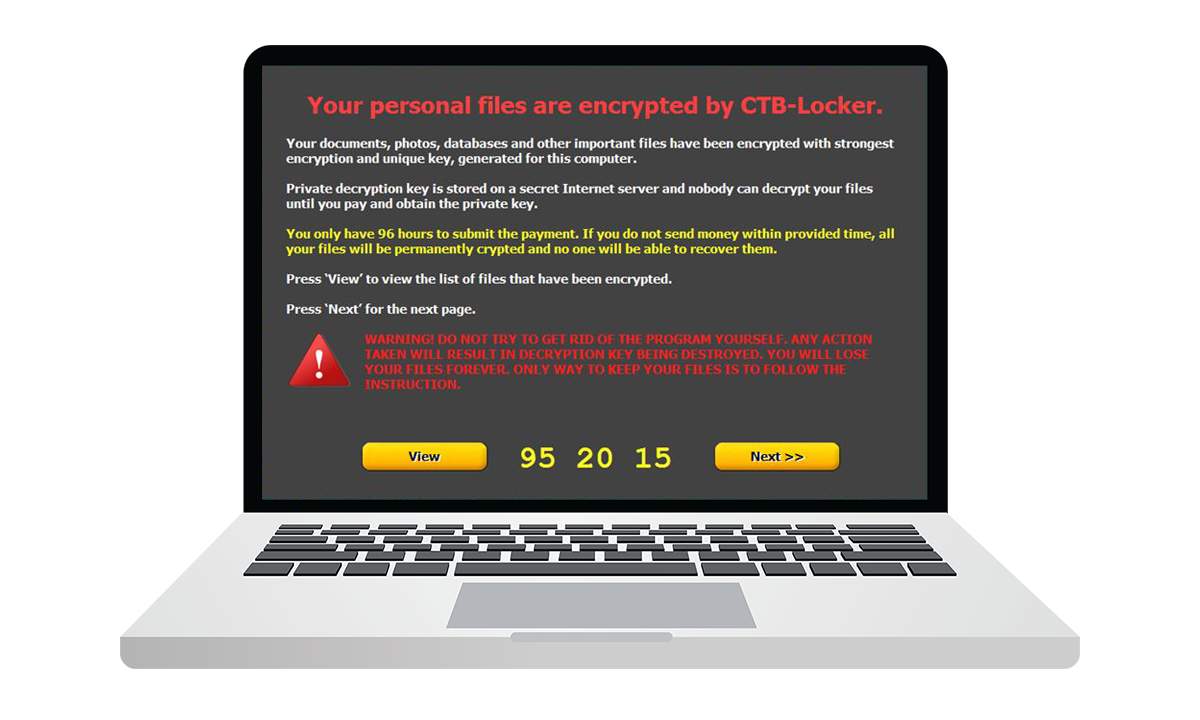 Your personal files are encrypted by CTB-Locker.
Your documents, photos, databases and other important files have been encrypted with strongest
encryption and unique key, generated for this computer.
Private decryption key is stored on a secret Internet server and nobody can decrypt your files
until you pay and obtain the private key.
You only have 96 hours to submit the payment. If you do not send money within provided time, all
your files will be permanently crypted and no one will be able to recover them.
Press ‘View’ to view the list of files that have been encrypted.
Press ‘Next’ for the next page.
WARNING! DO NOT TRY TO GET RID OF THE PROGRAM YOURSELF. ANY ACTION
TAKEN WILL RESULT IN DECRYPTION KEY BEING DESTROYED. YOU WILL LOSE
YOUR FILES FOREVER. ONLY WAY TO KEEP YOUR FILES IS TO FOLLOW THE
INSTRUCTION.
View 95 20 15 Next >>